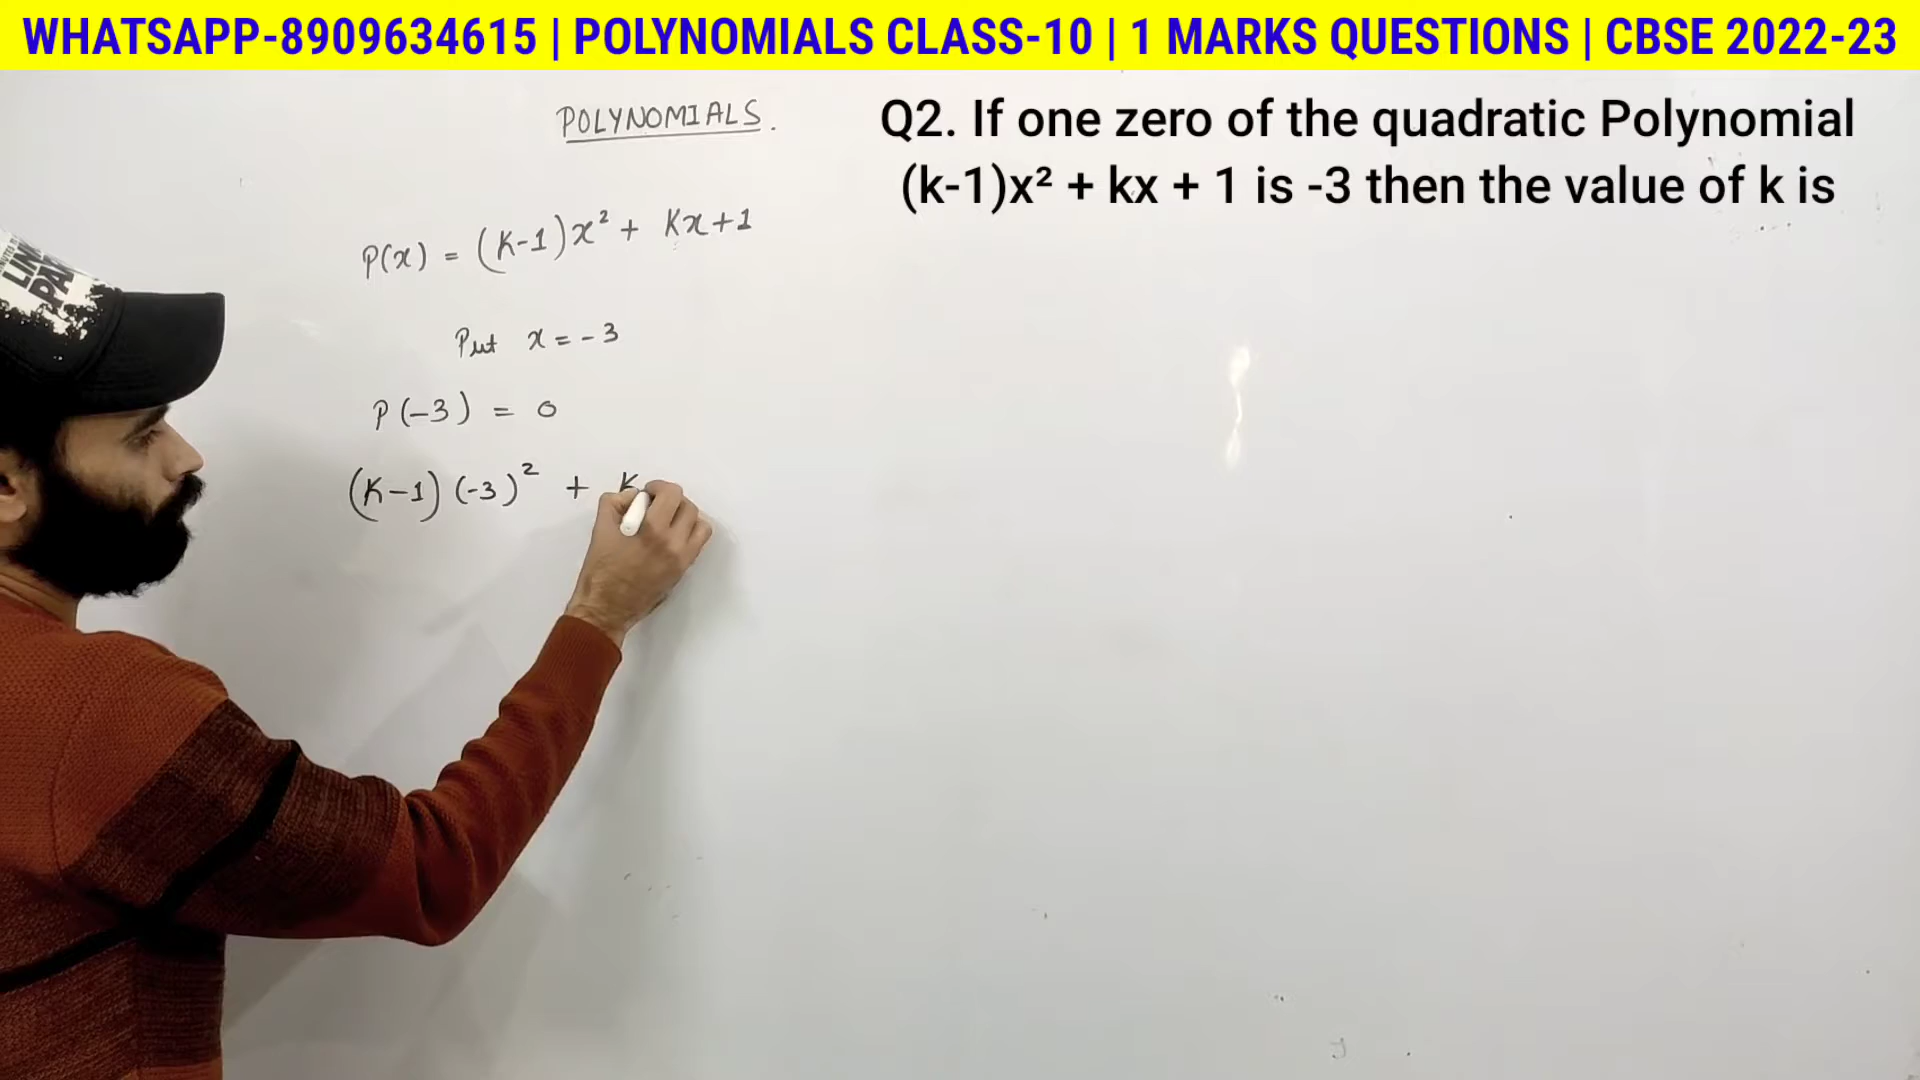 WHATSAPP-8909634615 | POLYNOMIALS CLASS-10 | 1 MARKS QUESTIONS | CBSE 2022-23
POLYNOMIALS.
Q2. If one zero of the quadratic Polynomial
(k-1)x² + kx + 1 is -3 then the value of k is
P(x) = (K-1)x² + Kx+1
Put x = -3
P(-3) = 0
(K-1)(-3)² + K